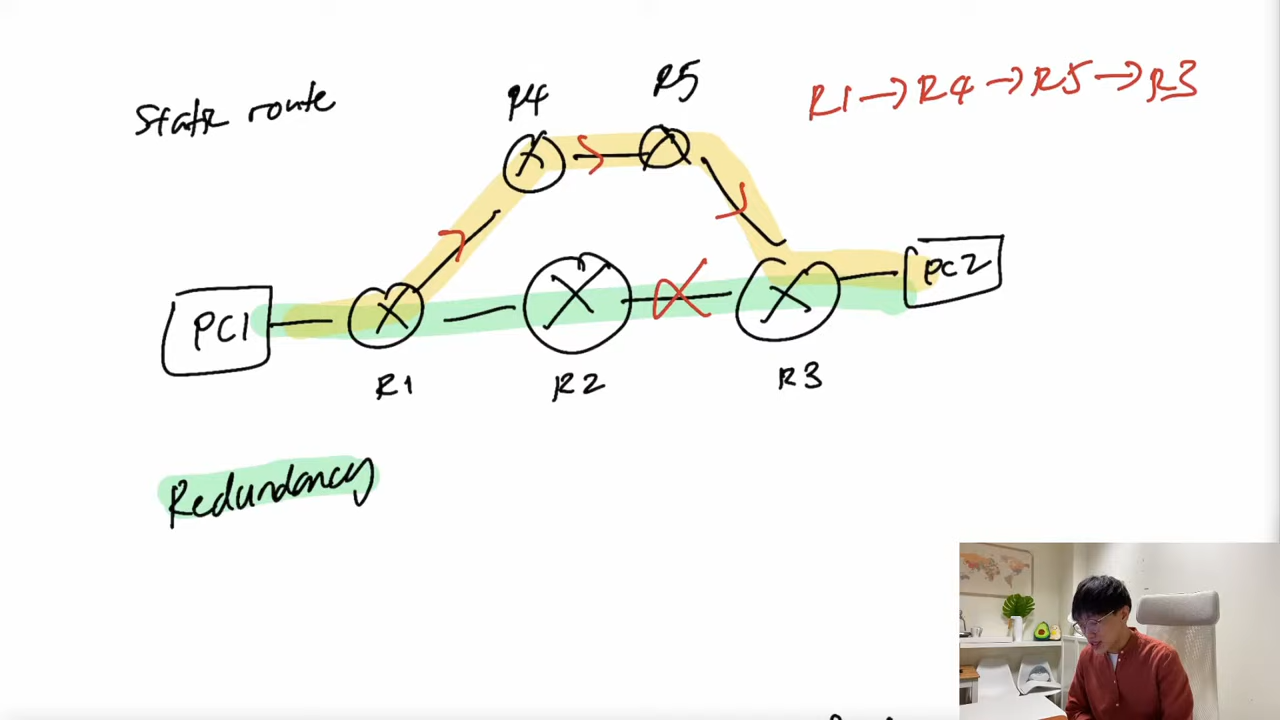 Static route
R4
R5
R1 → R4 → R5 → R3
PC1
PC2
R1
R2
R3
Redundancy